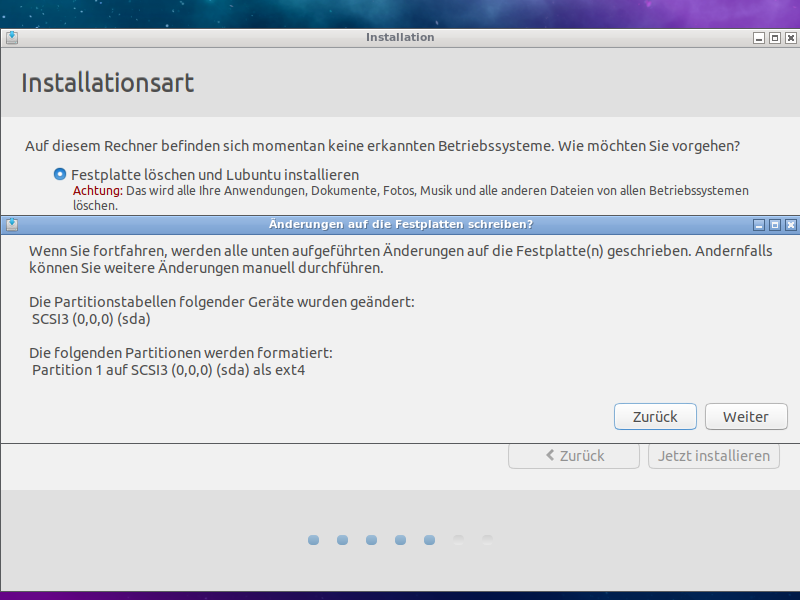 Installation
Installationsart
Auf diesem Rechner befinden sich momentan keine erkannten Betriebssysteme. Wie möchten Sie vorgehen?
Festplatte löschen und Lubuntu installieren
Achtung: Das wird alle Ihre Anwendungen, Dokumente, Fotos, Musik und alle anderen Dateien von allen Betriebssystemen
löschen.
Änderungen auf die Festplatten schreiben?
Wenn Sie fortfahren, werden alle unten aufgeführten Änderungen auf die Festplatte(n) geschrieben. Andernfalls
können Sie weitere Änderungen manuell durchführen.
Die Partitionstabellen folgender Geräte wurden geändert:
SCSI3 (0,0,0) (sda)
Die folgenden Partitionen werden formatiert:
Partition 1 auf SCSI3 (0,0,0) (sda) als ext4
Zurück Weiter
Zurück Jetzt installieren